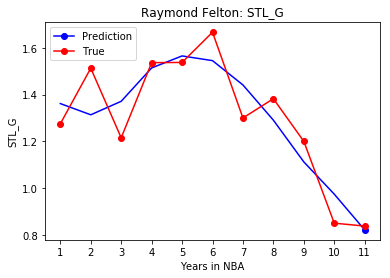 Raymond Felton: STL_G
Prediction
True
STL_G
1.6
1.4
1.2
1.0
0.8
1 2 3 4 5 6 7 8 9 10 11
Years in NBA